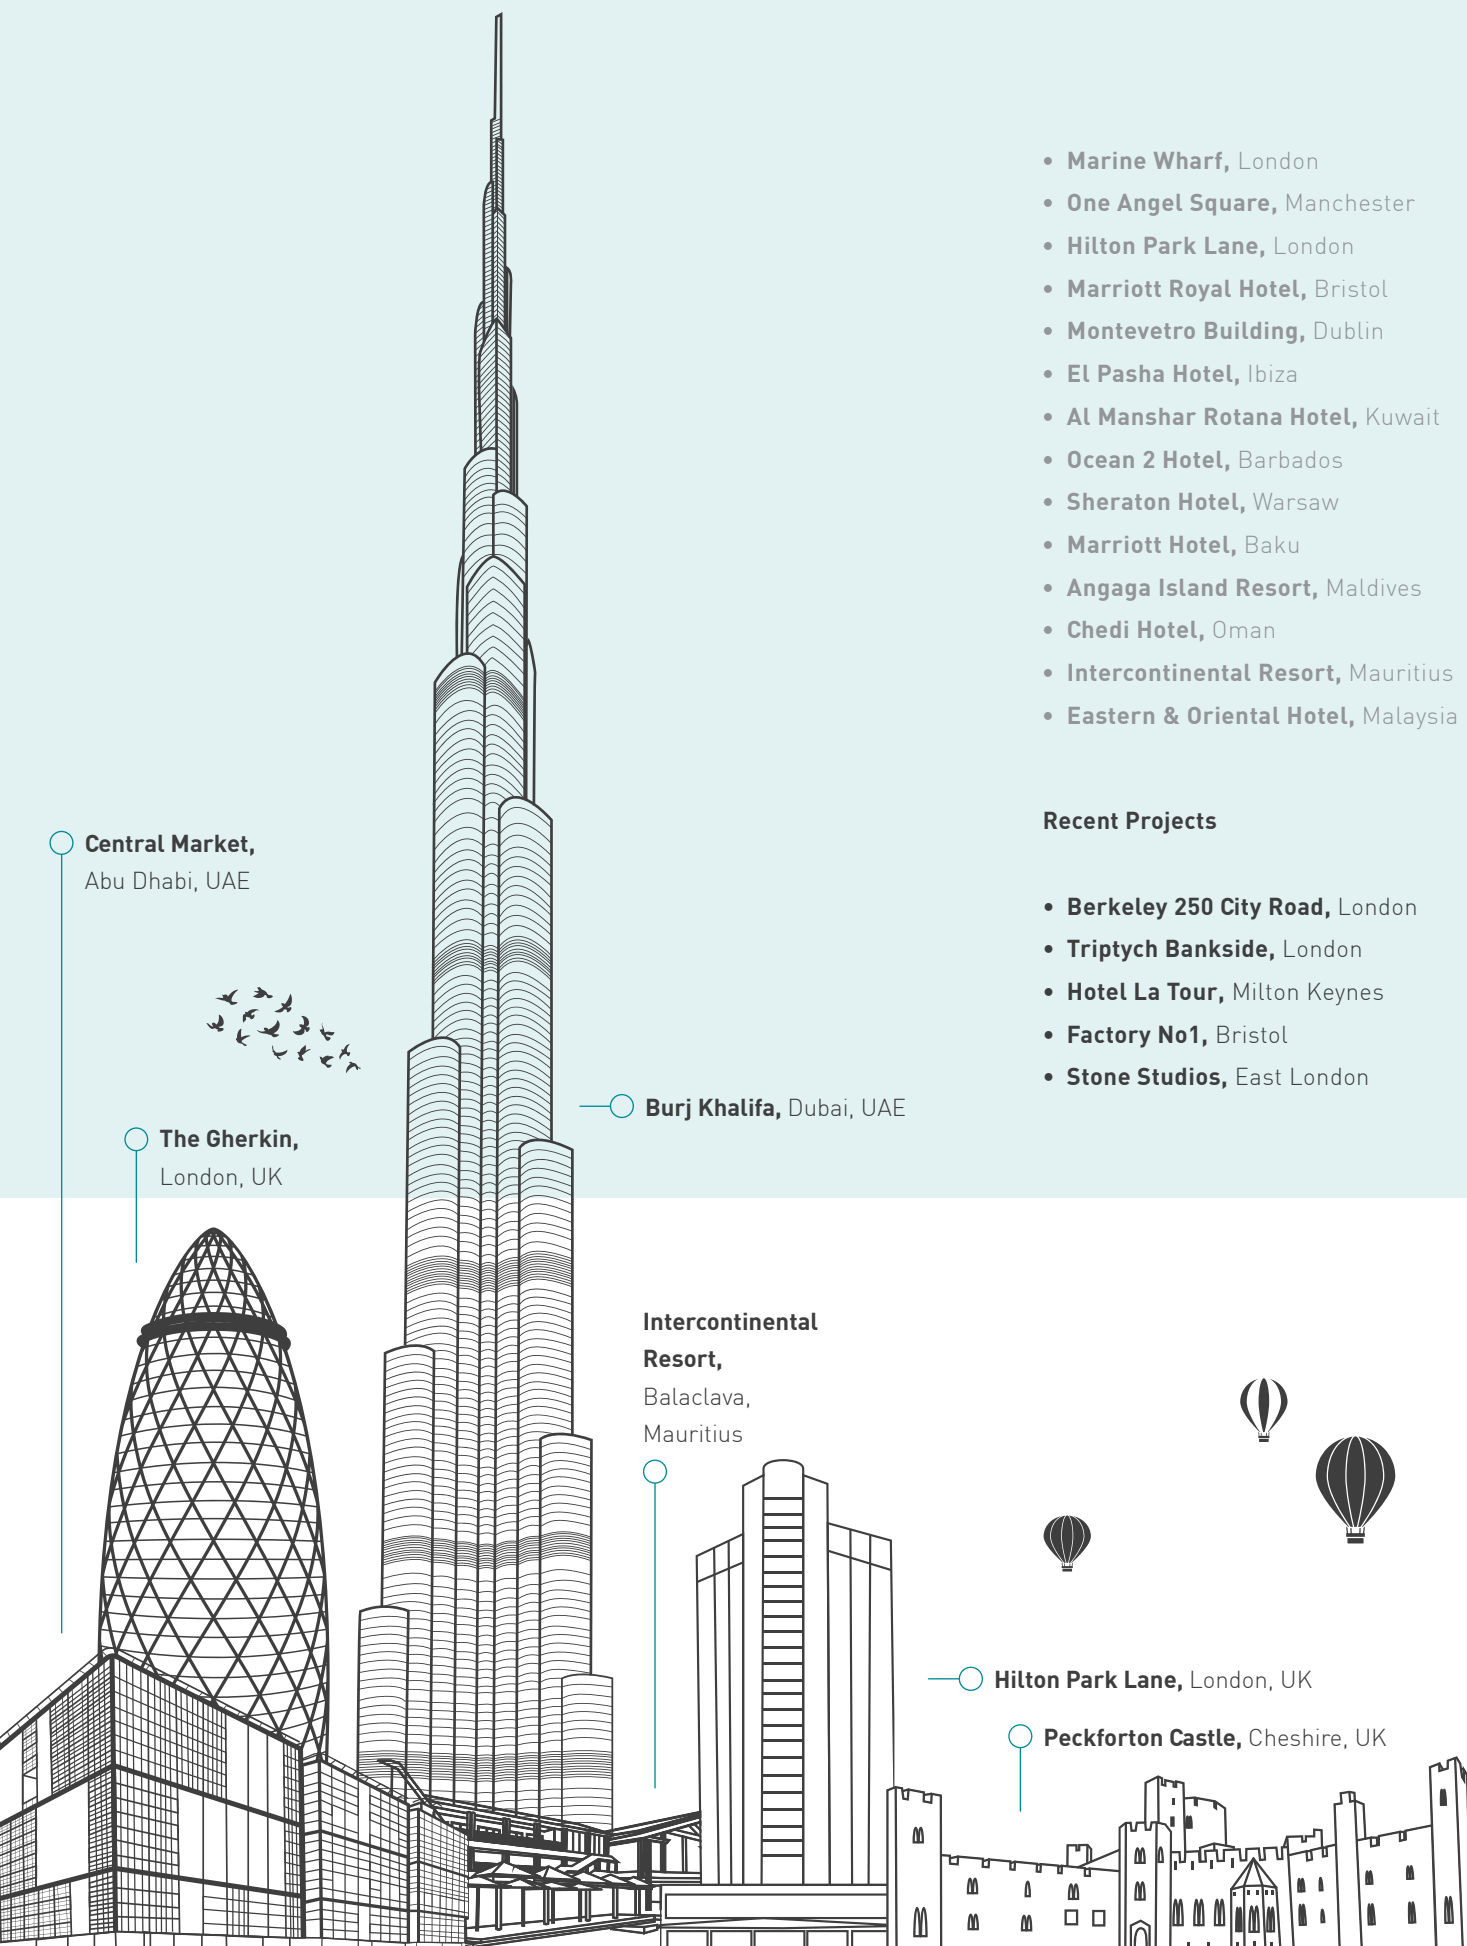 • Marine Wharf, London
• One Angel Square, Manchester
• Hilton Park Lane, London
• Marriott Royal Hotel, Bristol
• Montevetro Building, Dublin
• El Pasha Hotel, Ibiza
• Al Manshar Rotana Hotel, Kuwait
• Ocean 2 Hotel, Barbados
• Sheraton Hotel, Warsaw
• Marriott Hotel, Baku
• Angaga Island Resort, Maldives
• Chedi Hotel, Oman
• Intercontinental Resort, Mauritius
• Eastern & Oriental Hotel, Malaysia
Recent Projects
• Berkeley 250 City Road, London
• Triptych Bankside, London
• Hotel La Tour, Milton Keynes
• Factory No1, Bristol
• Stone Studios, East London
Central Market,
Abu Dhabi, UAE
Burj Khalifa, Dubai, UAE
The Gherkin,
London, UK
Intercontinental
Resort,
Balaclava,
Mauritius
Hilton Park Lane, London, UK
Peckforton Castle, Cheshire, UK